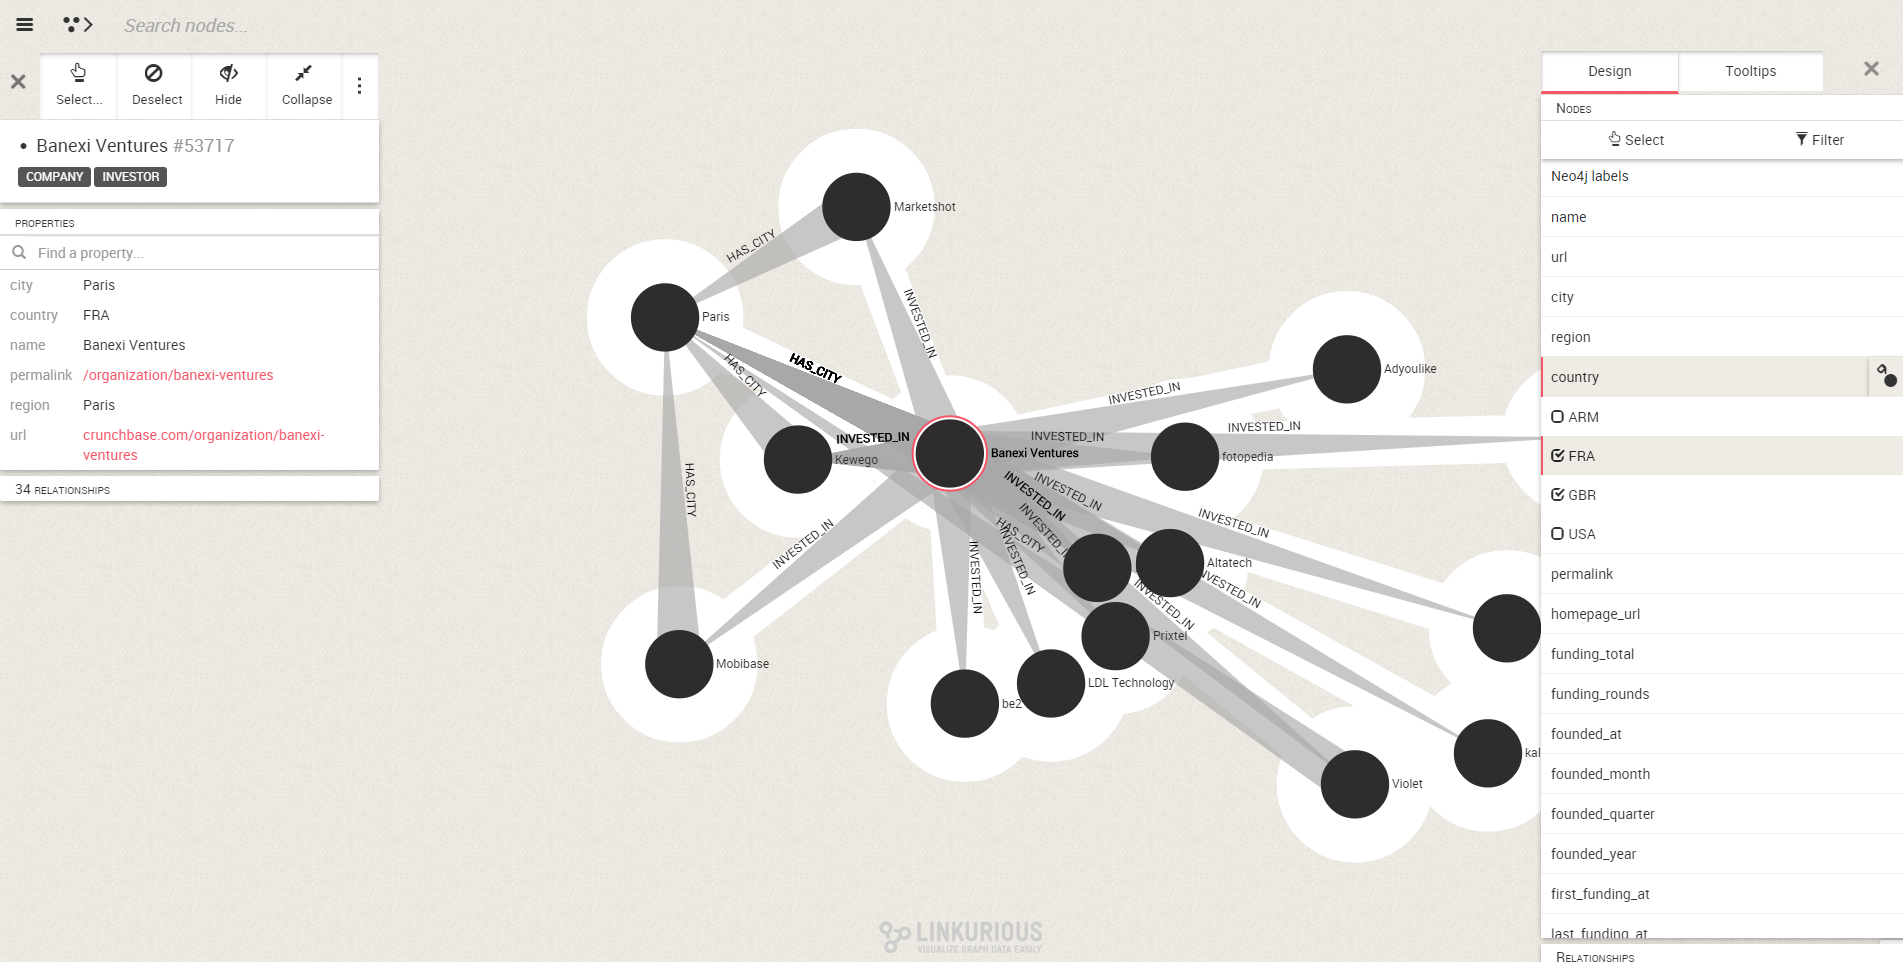 Search nodes...
Select...
Deselect
Hide
Collapse
Banexi Ventures #53717
COMPANY
INVESTOR
PROPERTIES
Find a property...
city Paris
country FRA
name Banexi Ventures
permalink /organization/banexi-ventures
region Paris
url crunchbase.com/organization/banexi-
ventures
34 RELATIONSHIPS
Marketshot
HAS_CITY
Paris
INVESTED_IN
HAS_CITY
HAS_CITY
Adyoulike
INVESTED_IN
INVESTED_IN
INVESTED_IN
INVESTED_IN
Kewego
Banexi Ventures
fotopedia
HAS_CITY
INVESTED_IN
INVESTED_IN
INVESTED_IN
INVESTED_IN
HAS_CITY
INVESTED_IN
INVESTED_IN
INVESTED_IN
INVESTED_IN
Altatech
INVESTED_IN
INVESTED_IN
Prixtel
Mobibase
LDL Technology
be2
kal
Violet
LINKURIOUS
VISUALIZE GRAPH DATA EASILY
Design
Tooltips
NODES
Select
Filter
Neo4j labels
name
url
city
region
country
ARM
FRA
GBR
USA
permalink
homepage_url
funding_total
funding_rounds
founded_at
founded_month
founded_quarter
founded_year
first_funding_at
last_funding_at
RELATIONSHIPS